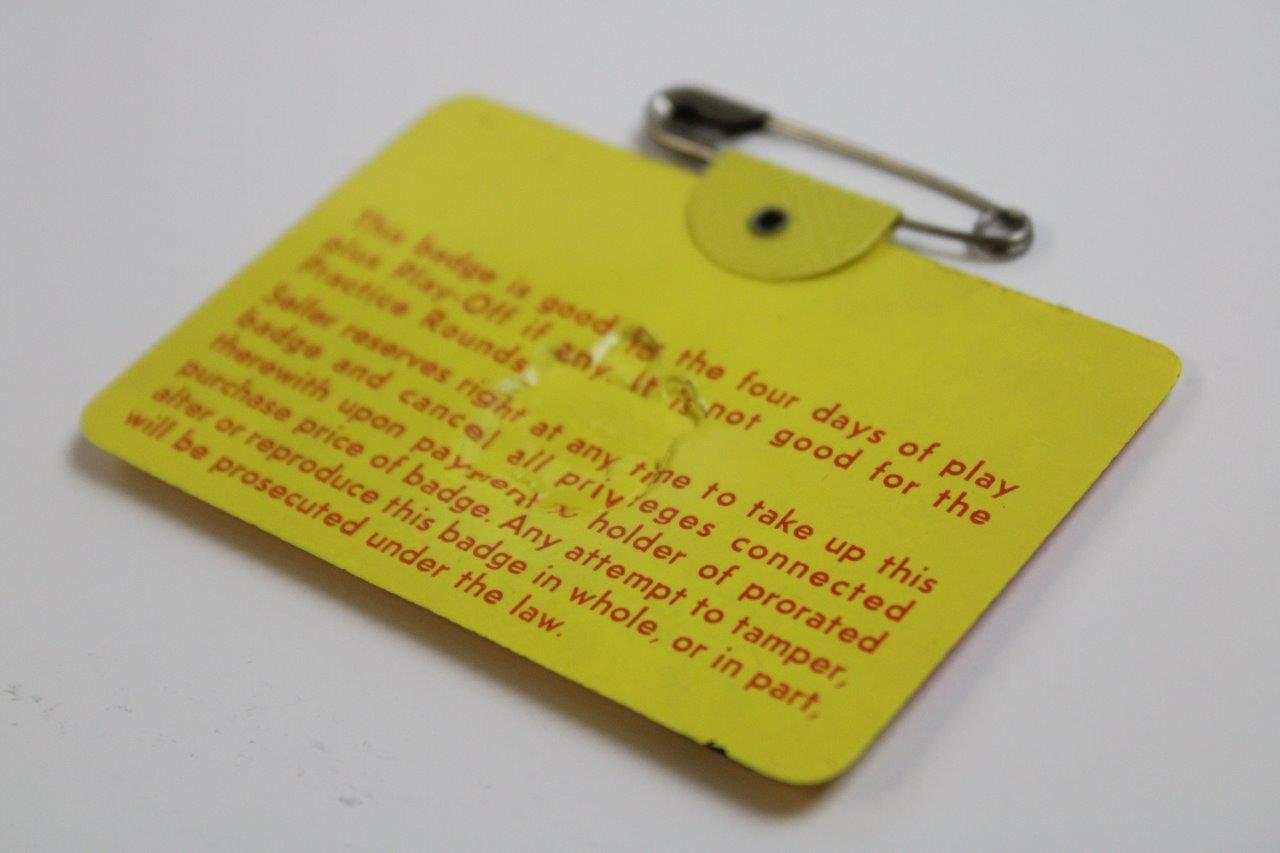 This badge is good for the four days of play
plus Play-Off if any. It is not good for the
Practice Rounds.
Seller reserves right at any time to take up this
badge and cancel all privileges connected
therewith upon payment to holder of prorated
purchase price of badge. Any attempt to tamper,
alter or reproduce this badge in whole, or in part,
will be prosecuted under the law.